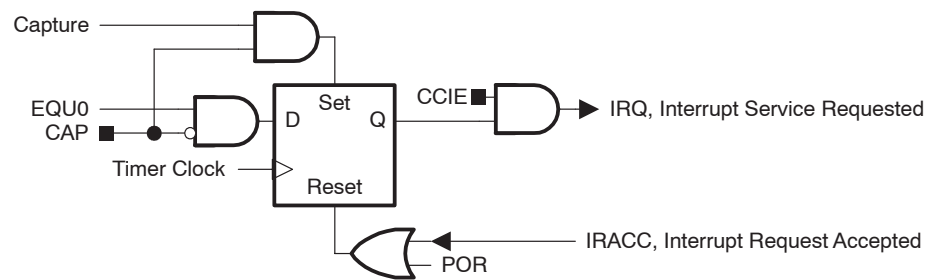 Capture
EQU0
CAP
Timer Clock
Set
D
Q
Reset
CCIE
IRQ, Interrupt Service Requested
IRACC, Interrupt Request Accepted
POR